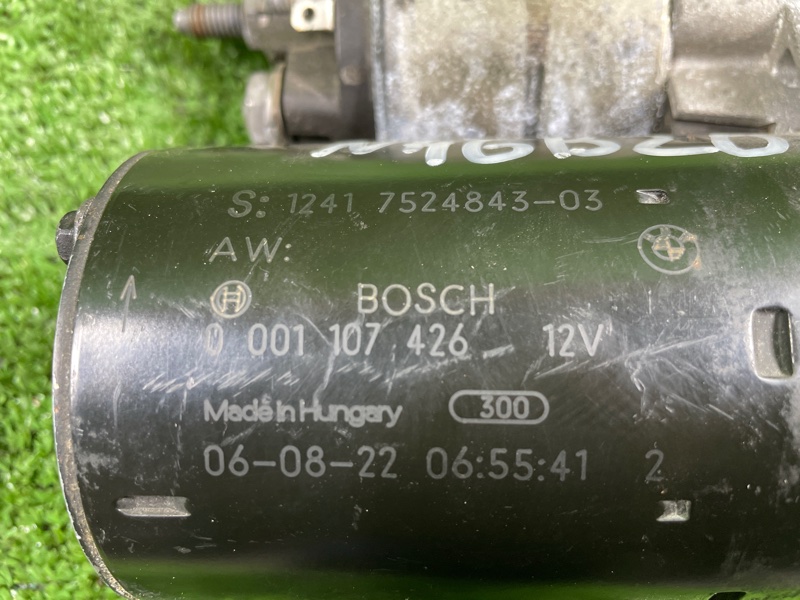 N46B20
S: 1241 7524843-03
AW:
BOSCH
0 001 107 426 12V
Made in Hungary 300
06-08-22 06:55:41 2